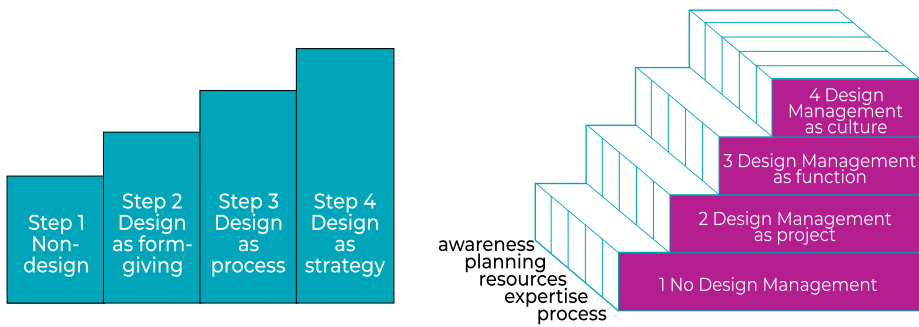 Step 1
Non-
design
Step 2
Design
as form-
giving
Step 3
Design
as
process
Step 4
Design
as
strategy
4 Design
Management
as culture
3 Design Management
as function
2 Design Management
as project
1 No Design Management
awareness
planning
resources
expertise
process